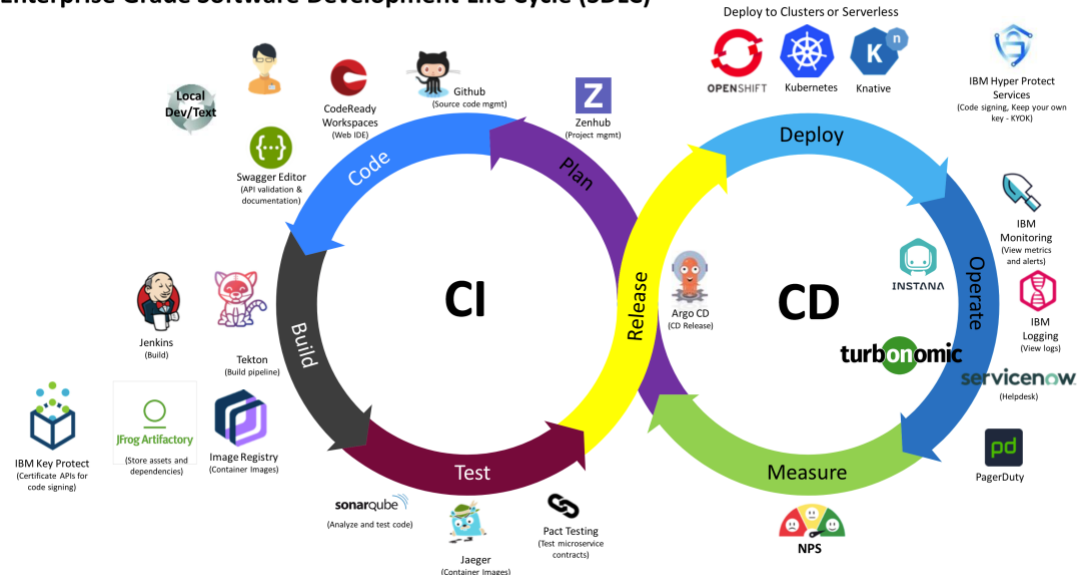 Enterprise Grade Software Development Life Cycle (SDLC)
Deploy to Clusters or Serverless
OPENSHIFT
Kubernetes
K
n
Knative
IBM Hyper Protect
Services
(Code signing, Keep your own
key - KYOK)
Local
Dev/Text
CodeReady
Workspaces
(Web IDE)
Github
(Source code mgmt)
Z
Zenhub
(Project mgmt)
{···}
Swagger Editor
(API validation &
documentation)
Code
Plan
Deploy
IBM
Monitoring
(View metrics
and alerts)
Jenkins
(Build)
Tekton
(Build pipeline)
Build
CI
Release
Argo CD
(CD Release)
CD
INSTANA
Operate
IBM
Logging
(View logs)
turbonomic
servicenow
(Helpdesk)
IBM Key Protect
(Certificate APIs for
code signing)
JFrog Artifactory
(Store assets and
dependencies)
Image Registry
(Container Images)
Test
Measure
pd
PagerDuty
sonarqube
(Analyze and test code)
Jaeger
(Container Images)
Pact Testing
(Test microservice
contracts)
NPS